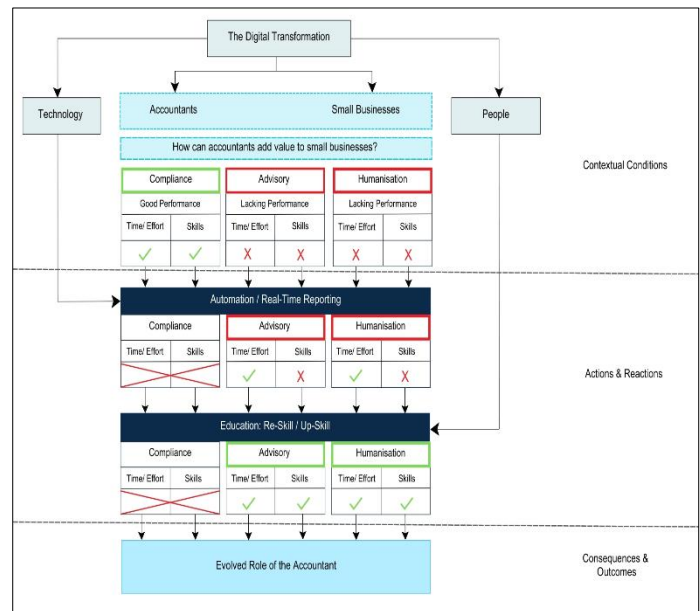 The Digital Transformation
Technology
Accountants
Small Businesses
People
How can accountants add value to small businesses?
Contextual Conditions
Compliance
Advisory
Humanisation
Good Performance
Lacking Performance
Lacking Performance
Time/ Effort
Skills
Time/ Effort
Skills
Time/ Effort
Skills
Automation / Real-Time Reporting
Compliance
Advisory
Humanisation
Time/ Effort
Skills
Time/ Effort
Skills
Time/ Effort
Skills
Actions & Reactions
Education: Re-Skill / Up-Skill
Compliance
Advisory
Humanisation
Time/ Effort
Skills
Time/ Effort
Skills
Time/ Effort
Skills
Evolved Role of the Accountant
Consequences &
Outcomes